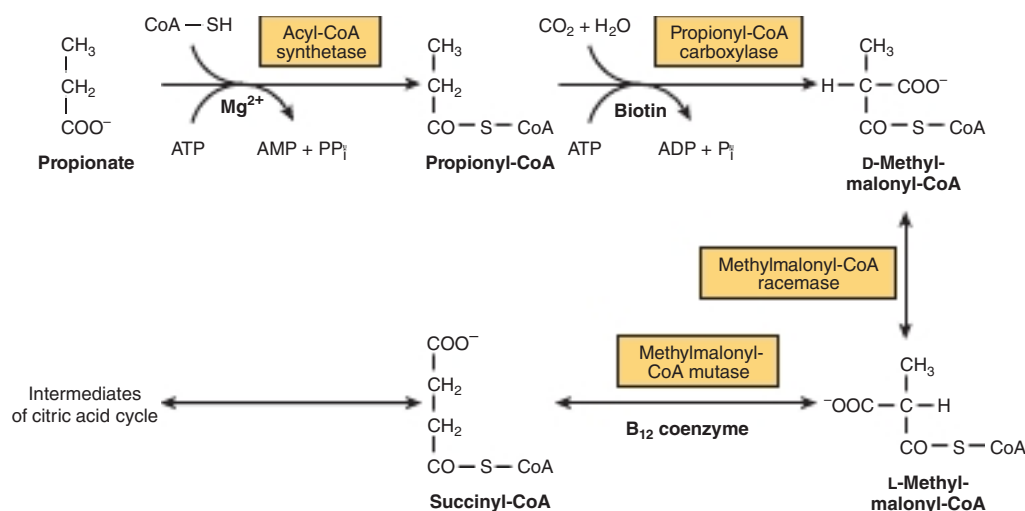 CoA — SH
Acyl-CoA
synthetase
CO₂ + H₂O
Propionyl-CoA
carboxylase
CH₃
CH₂
COO⁻
Propionate
Mg²⁺
ATP
AMP + PPᵢ
CH₃
CH₂
CO — S — CoA
Propionyl-CoA
Biotin
ATP
ADP + Pᵢ
CH₃
H — C — COO⁻
CO — S — CoA
D-Methyl-
malonyl-CoA
Methylmalonyl-CoA
racemase
Intermediates
of citric acid cycle
COO⁻
CH₂
CH₂
CO — S — CoA
Succinyl-CoA
Methylmalonyl-
CoA mutase
B₁₂ coenzyme
CH₃
⁻OOC — C — H
CO — S — CoA
L-Methyl-
malonyl-CoA